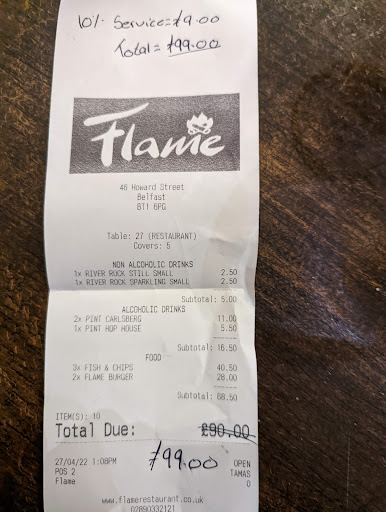 10% Service = £9.00
Total = £99.00
Flame
46 Howard Street
Belfast
BT1 6PG
Table: 27 (RESTAURANT)
Covers: 5
NON ALCOHOLIC DRINKS
1x RIVER ROCK STILL SMALL 2.50
1x RIVER ROCK SPARKLING SMALL 2.50
Subtotal: 5.00
ALCOHOLIC DRINKS
2x PINT CARLSBERG 11.00
1x PINT HOP HOUSE 5.50
Subtotal: 16.50
FOOD
3x FISH & CHIPS 40.50
2x FLAME BURGER 28.00
Subtotal: 68.50
ITEM(S): 10
Total Due: £90.00
£99.00
27/04/22 1:08PM OPEN
POS 2 TAMAS
Flame 0
www.flamerestaurant.co.uk
02890332121